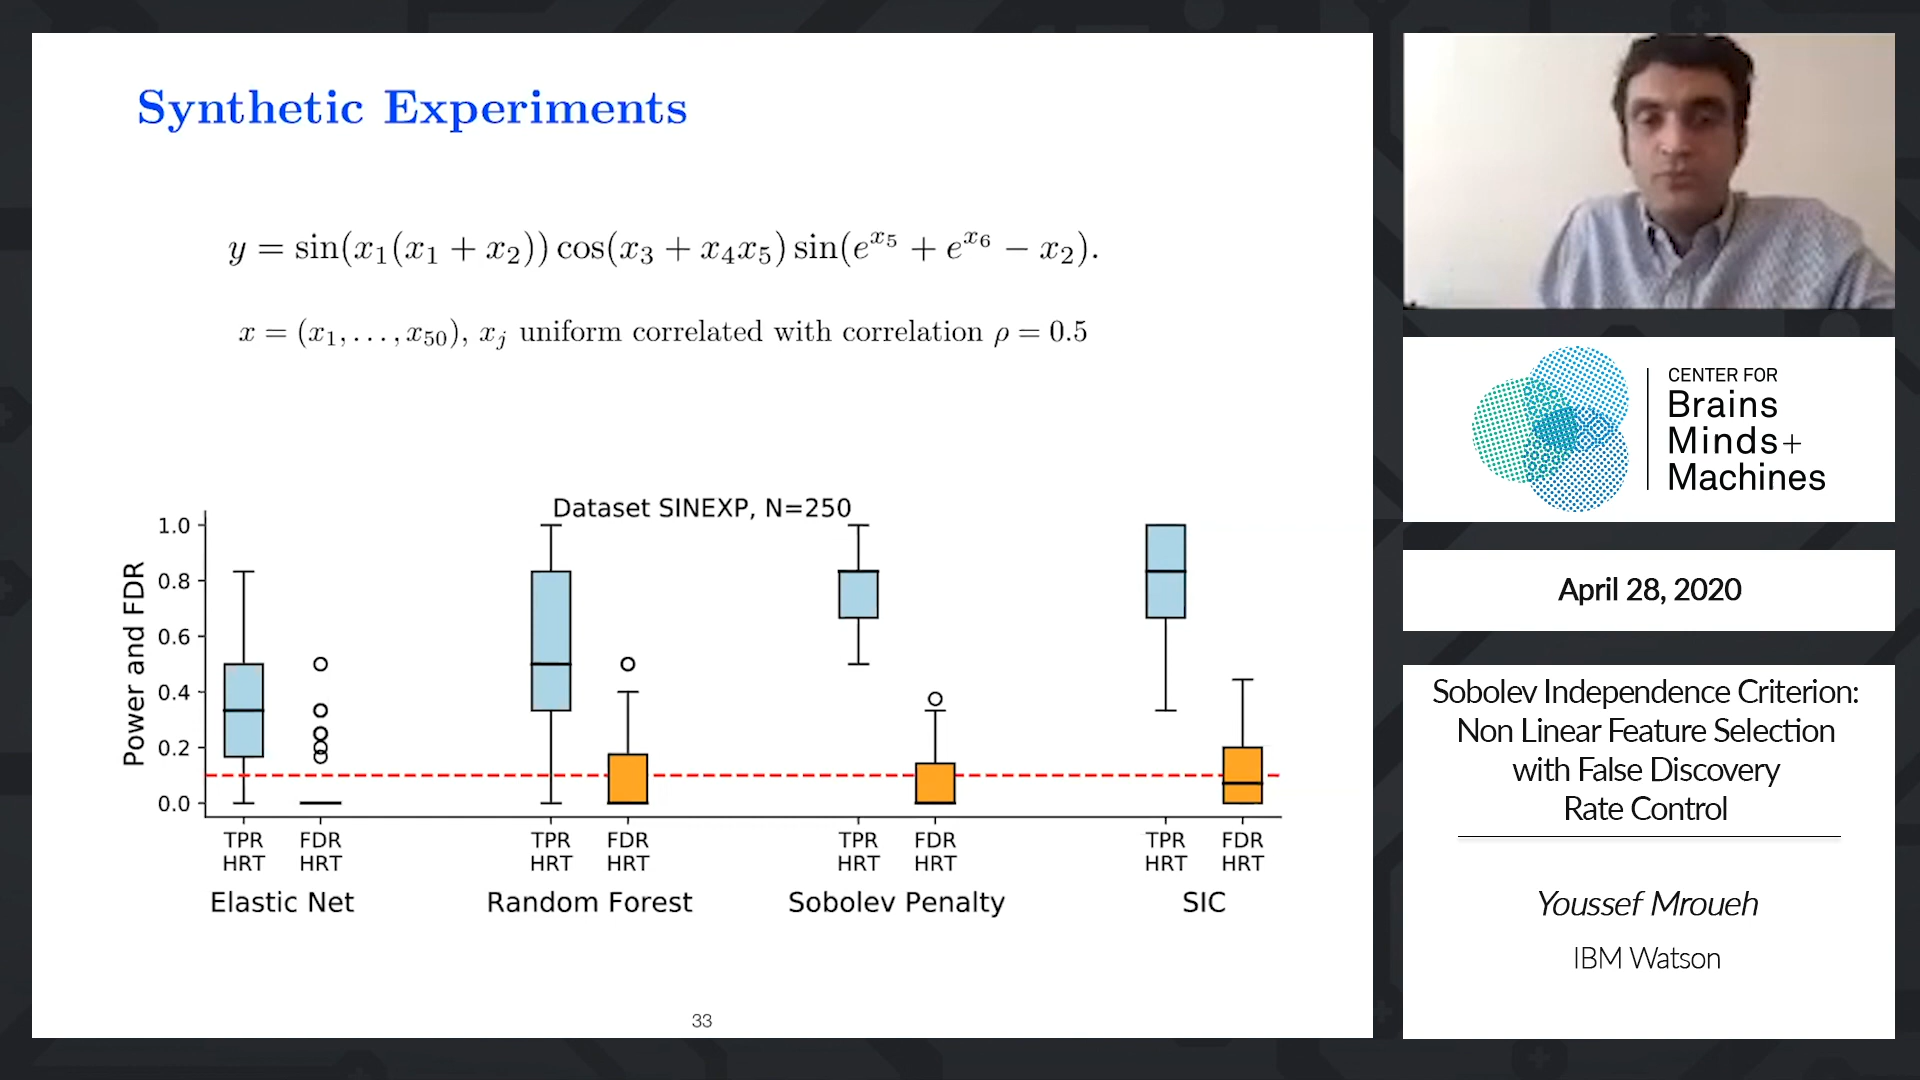 Synthetic Experiments
y = sin(x₁(x₁ + x₂)) cos(x₃ + x₄x₅) sin(e^{x₅} + e^{x₆} − x₂).
x = (x₁, . . . , x₅₀), xⱼ uniform correlated with correlation ρ = 0.5
Dataset SINEXP, N=250
Power and FDR
1.0
0.8
0.6
0.4
0.2
0.0
TPR FDR TPR FDR TPR FDR TPR FDR
HRT HRT HRT HRT HRT HRT HRT HRT
Elastic Net Random Forest Sobolev Penalty SIC
33
CENTER FOR
Brains
Minds+
Machines
April 28, 2020
Sobolev Independence Criterion:
Non Linear Feature Selection
with False Discovery
Rate Control
Youssef Mroueh
IBM Watson